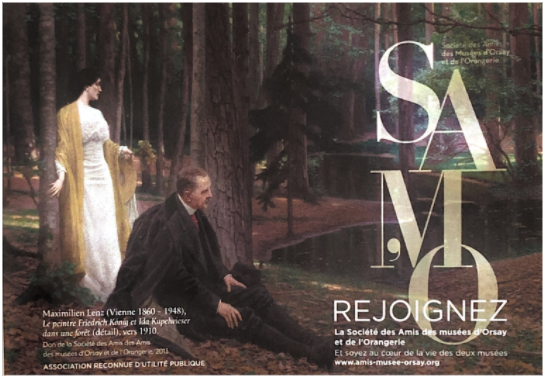 Société des Amis
des Musées d'Orsay
et de l'Orangerie
SAM'O
REJOIGNEZ
La Société des Amis des musées d'Orsay
et de l'Orangerie
Et soyez au cœur de la vie des deux musées
www.amis-musee-orsay.org
Maximilien Lenz (Vienne 1860 - 1948),
Le peintre Friedrich König et Ida Kupelwieser
dans une forêt (détail), vers 1910.
Don de la Société des Amis des Amis
des musées d'Orsay et de l'Orangerie, 2011
ASSOCIATION RECONNUE D'UTILITÉ PUBLIQUE